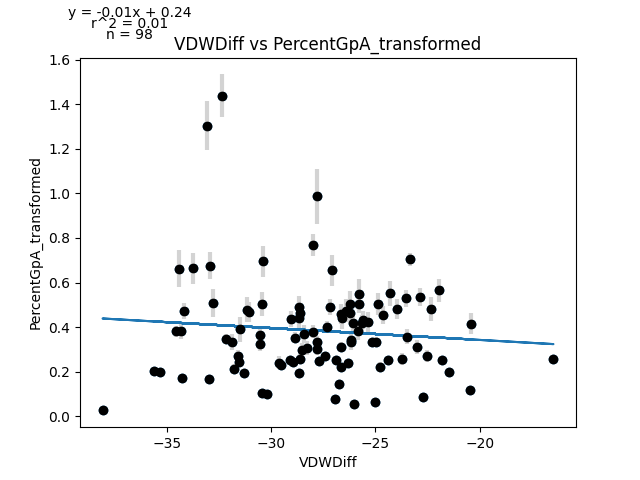 y = -0.01x + 0.24
r^2 = 0.01
n = 98
VDWDiff vs PercentGpA_transformed
1.6
1.4
1.2
1.0
0.8
0.6
0.4
0.2
0.0
PercentGpA_transformed
−35
−30
−25
−20
VDWDiff